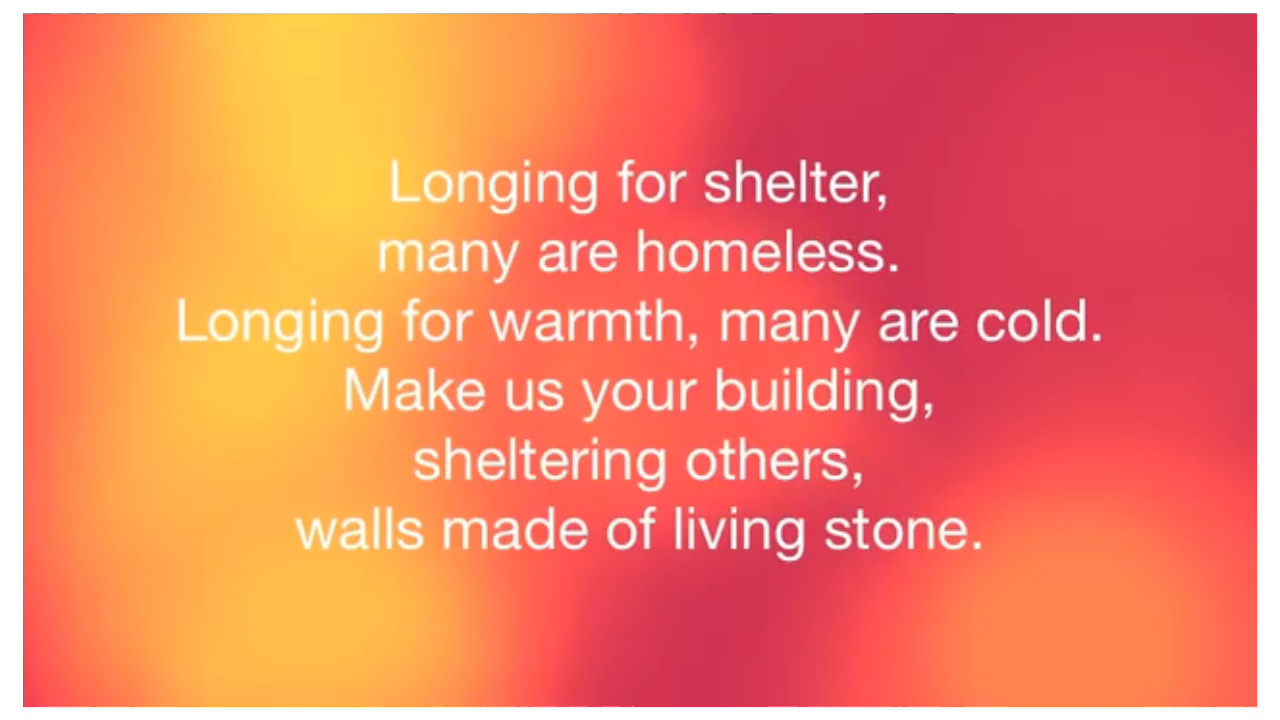 Longing for shelter,
many are homeless.
Longing for warmth, many are cold.
Make us your building,
sheltering others,
walls made of living stone.